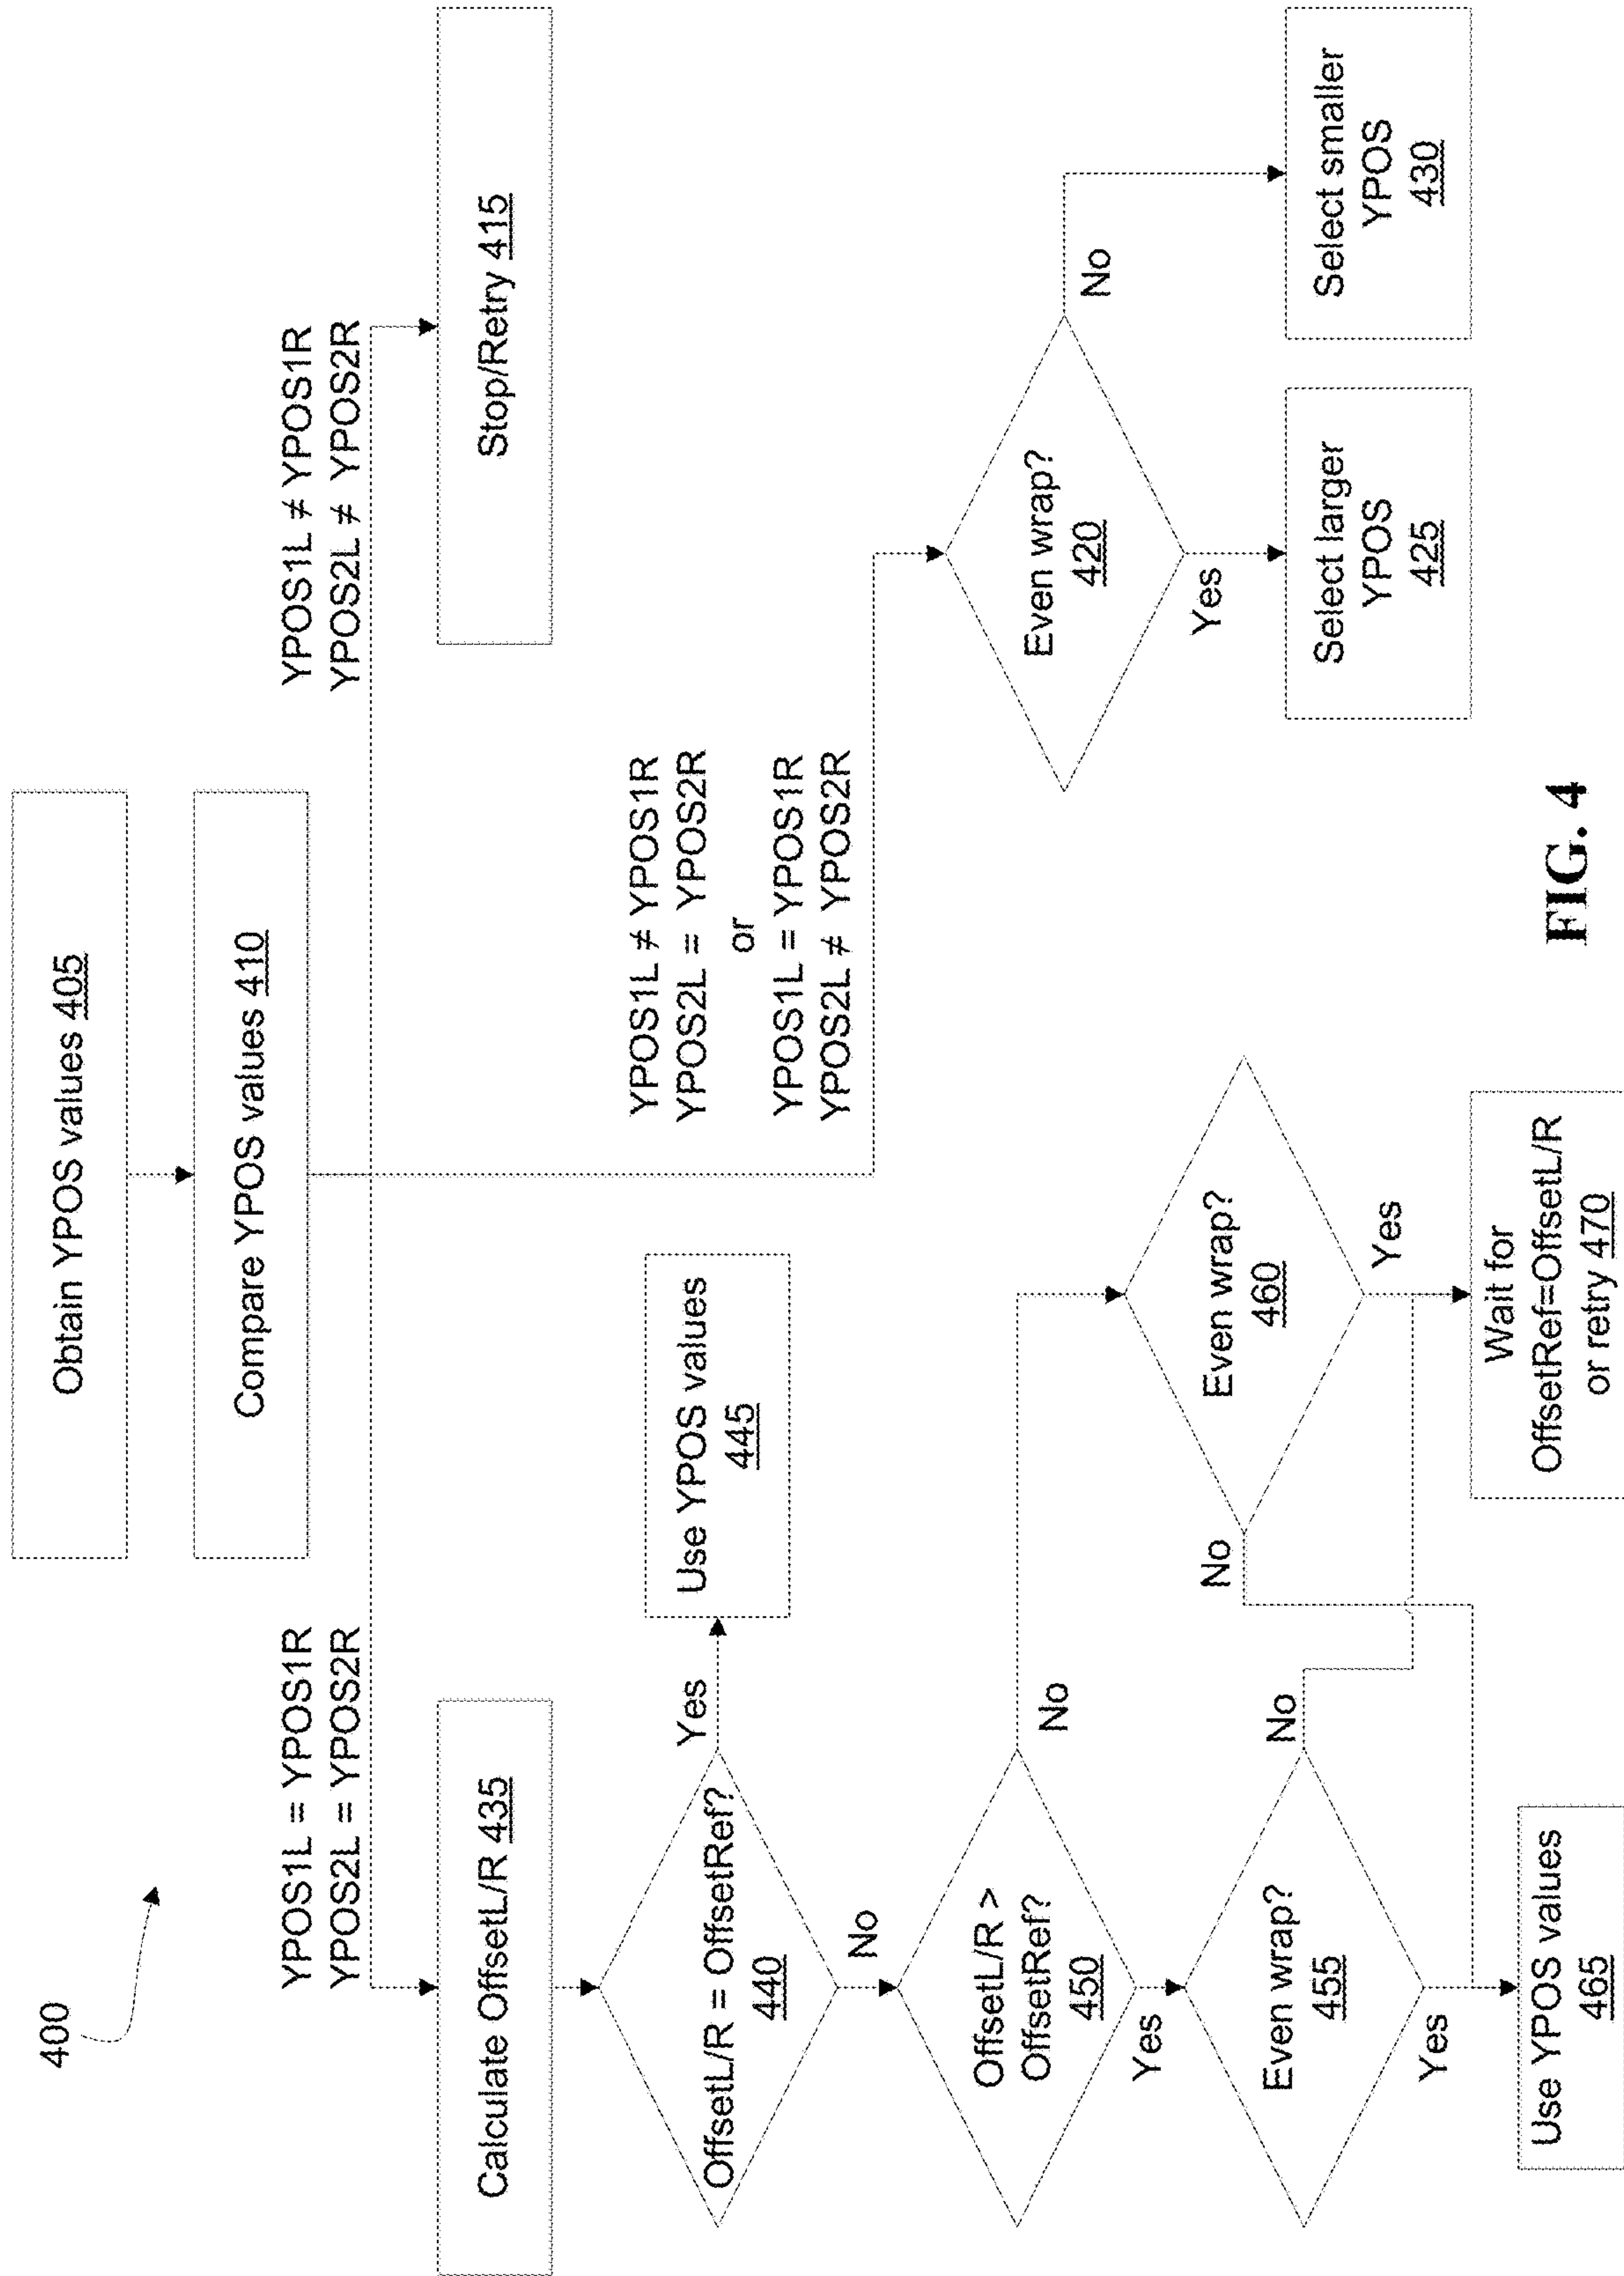 400
Obtain YPOS values 405
Compare YPOS values 410
YPOS1L = YPOS1R
YPOS2L = YPOS2R
YPOS1L ≠ YPOS1R
YPOS2L ≠ YPOS2R
Calculate OffsetL/R 435
Stop/Retry 415
YPOS1L ≠ YPOS1R
YPOS2L = YPOS2R
or
YPOS1L = YPOS1R
YPOS2L ≠ YPOS2R
OffsetL/R = OffsetRef?
440
Yes
Use YPOS values
445
No
OffsetL/R >
OffsetRef?
450
No
Yes
Even wrap?
420
No
Yes
Even wrap?
455
No
Yes
Even wrap?
460
No
Yes
Select larger
YPOS
425
Select smaller
YPOS
430
Use YPOS values
465
Wait for
OffsetRef=OffsetL/R
or retry 470
FIG. 4